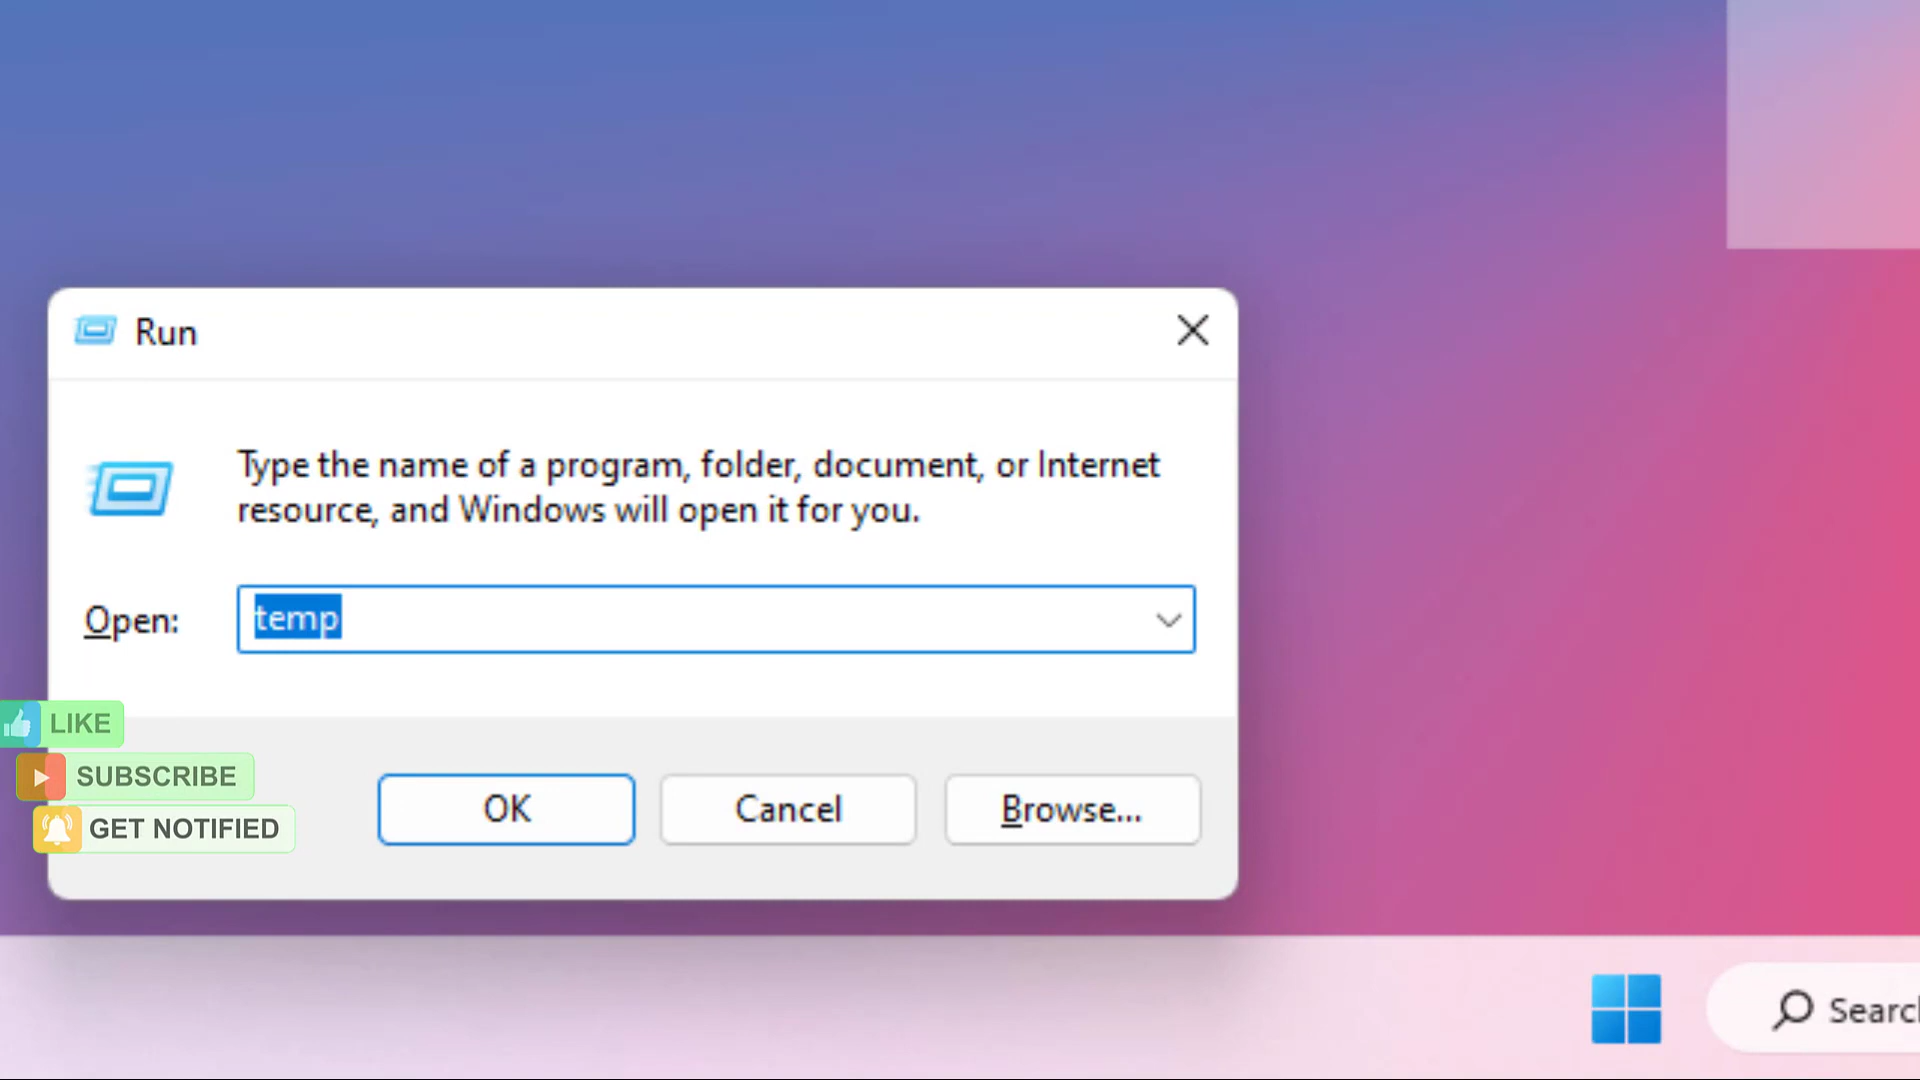 Run
Type the name of a program, folder, document, or Internet
resource, and Windows will open it for you.
Open:
temp
LIKE
SUBSCRIBE
GET NOTIFIED
OK
Cancel
Browse...
Search